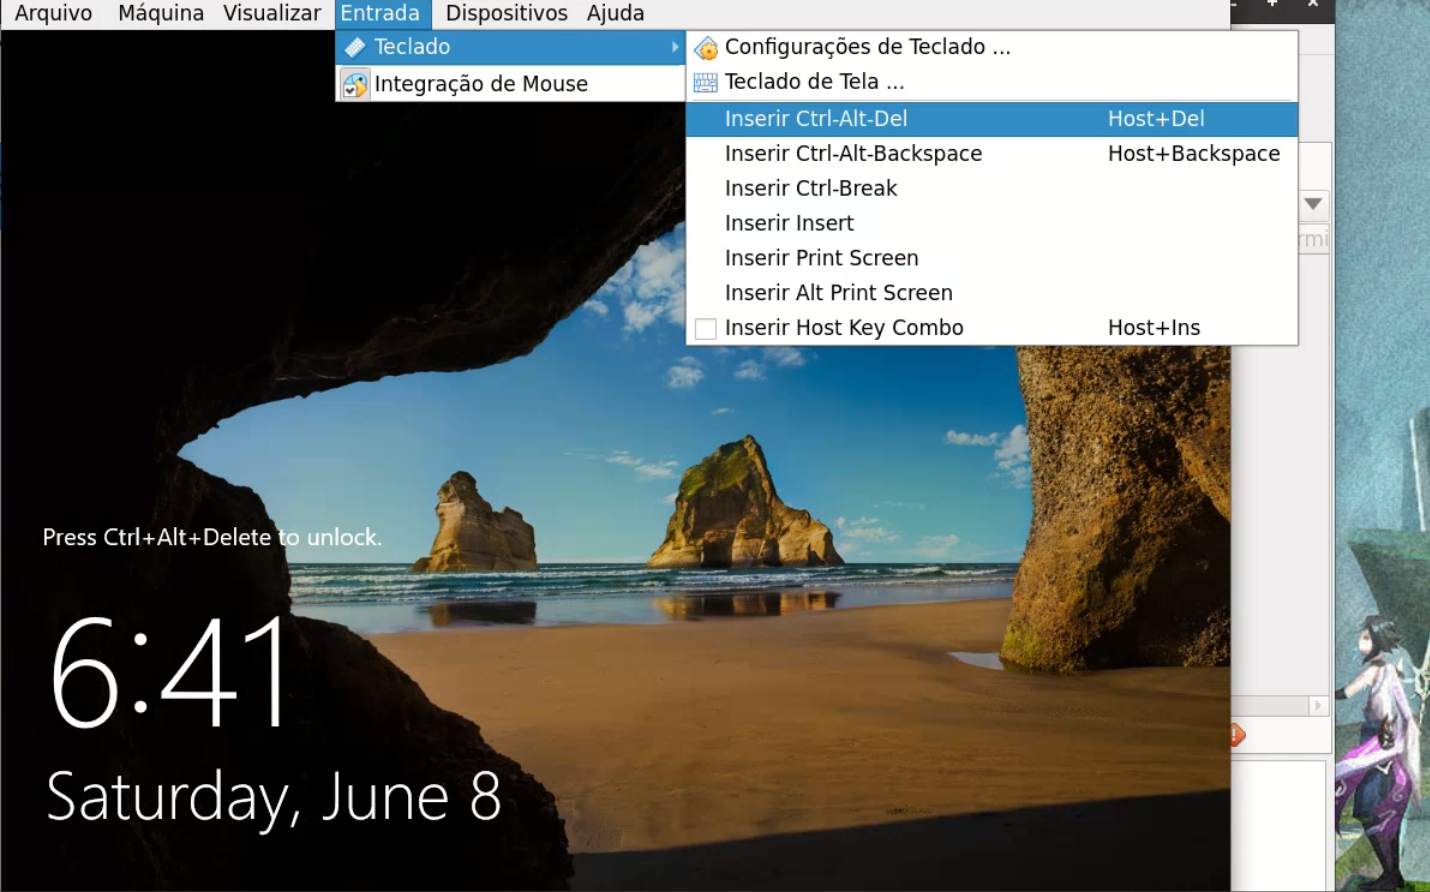 Arquivo Máquina Visualizar Entrada Dispositivos Ajuda
Teclado
Integração de Mouse
Configurações de Teclado ...
Teclado de Tela ...
Inserir Ctrl-Alt-Del Host+Del
Inserir Ctrl-Alt-Backspace Host+Backspace
Inserir Ctrl-Break
Inserir Insert
Inserir Print Screen
Inserir Alt Print Screen
Inserir Host Key Combo Host+Ins
Press Ctrl+Alt+Delete to unlock.
6:41
Saturday, June 8